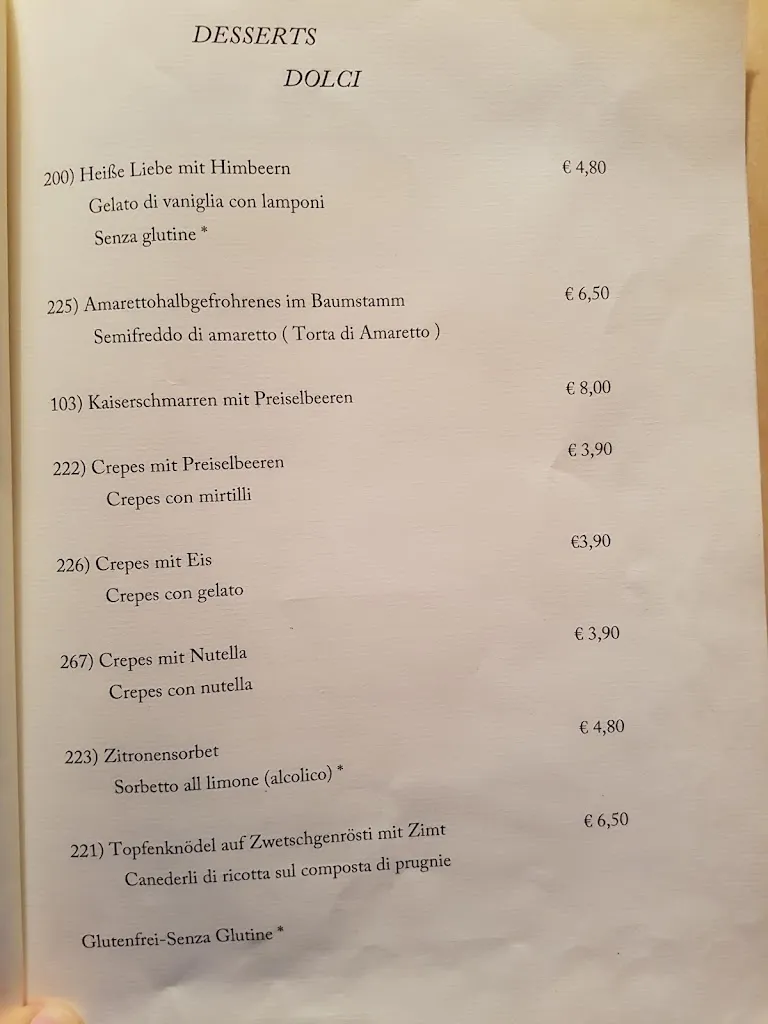 DESSERTS
DOLCI
200) Heiße Liebe mit Himbeern € 4,80
Gelato di vaniglia con lamponi
Senza glutine *
225) Amarettohalbgefrohrenes im Baumstamm € 6,50
Semifreddo di amaretto ( Torta di Amaretto )
103) Kaiserschmarren mit Preiselbeeren € 8,00
222) Crepes mit Preiselbeeren € 3,90
Crepes con mirtilli
226) Crepes mit Eis €3,90
Crepes con gelato
267) Crepes mit Nutella € 3,90
Crepes con nutella
223) Zitronensorbet € 4,80
Sorbetto all limone (alcolico) *
221) Topfenknödel auf Zwetschgenrösti mit Zimt € 6,50
Canederli di ricotta sul composta di prugnie
Glutenfrei-Senza Glutine *